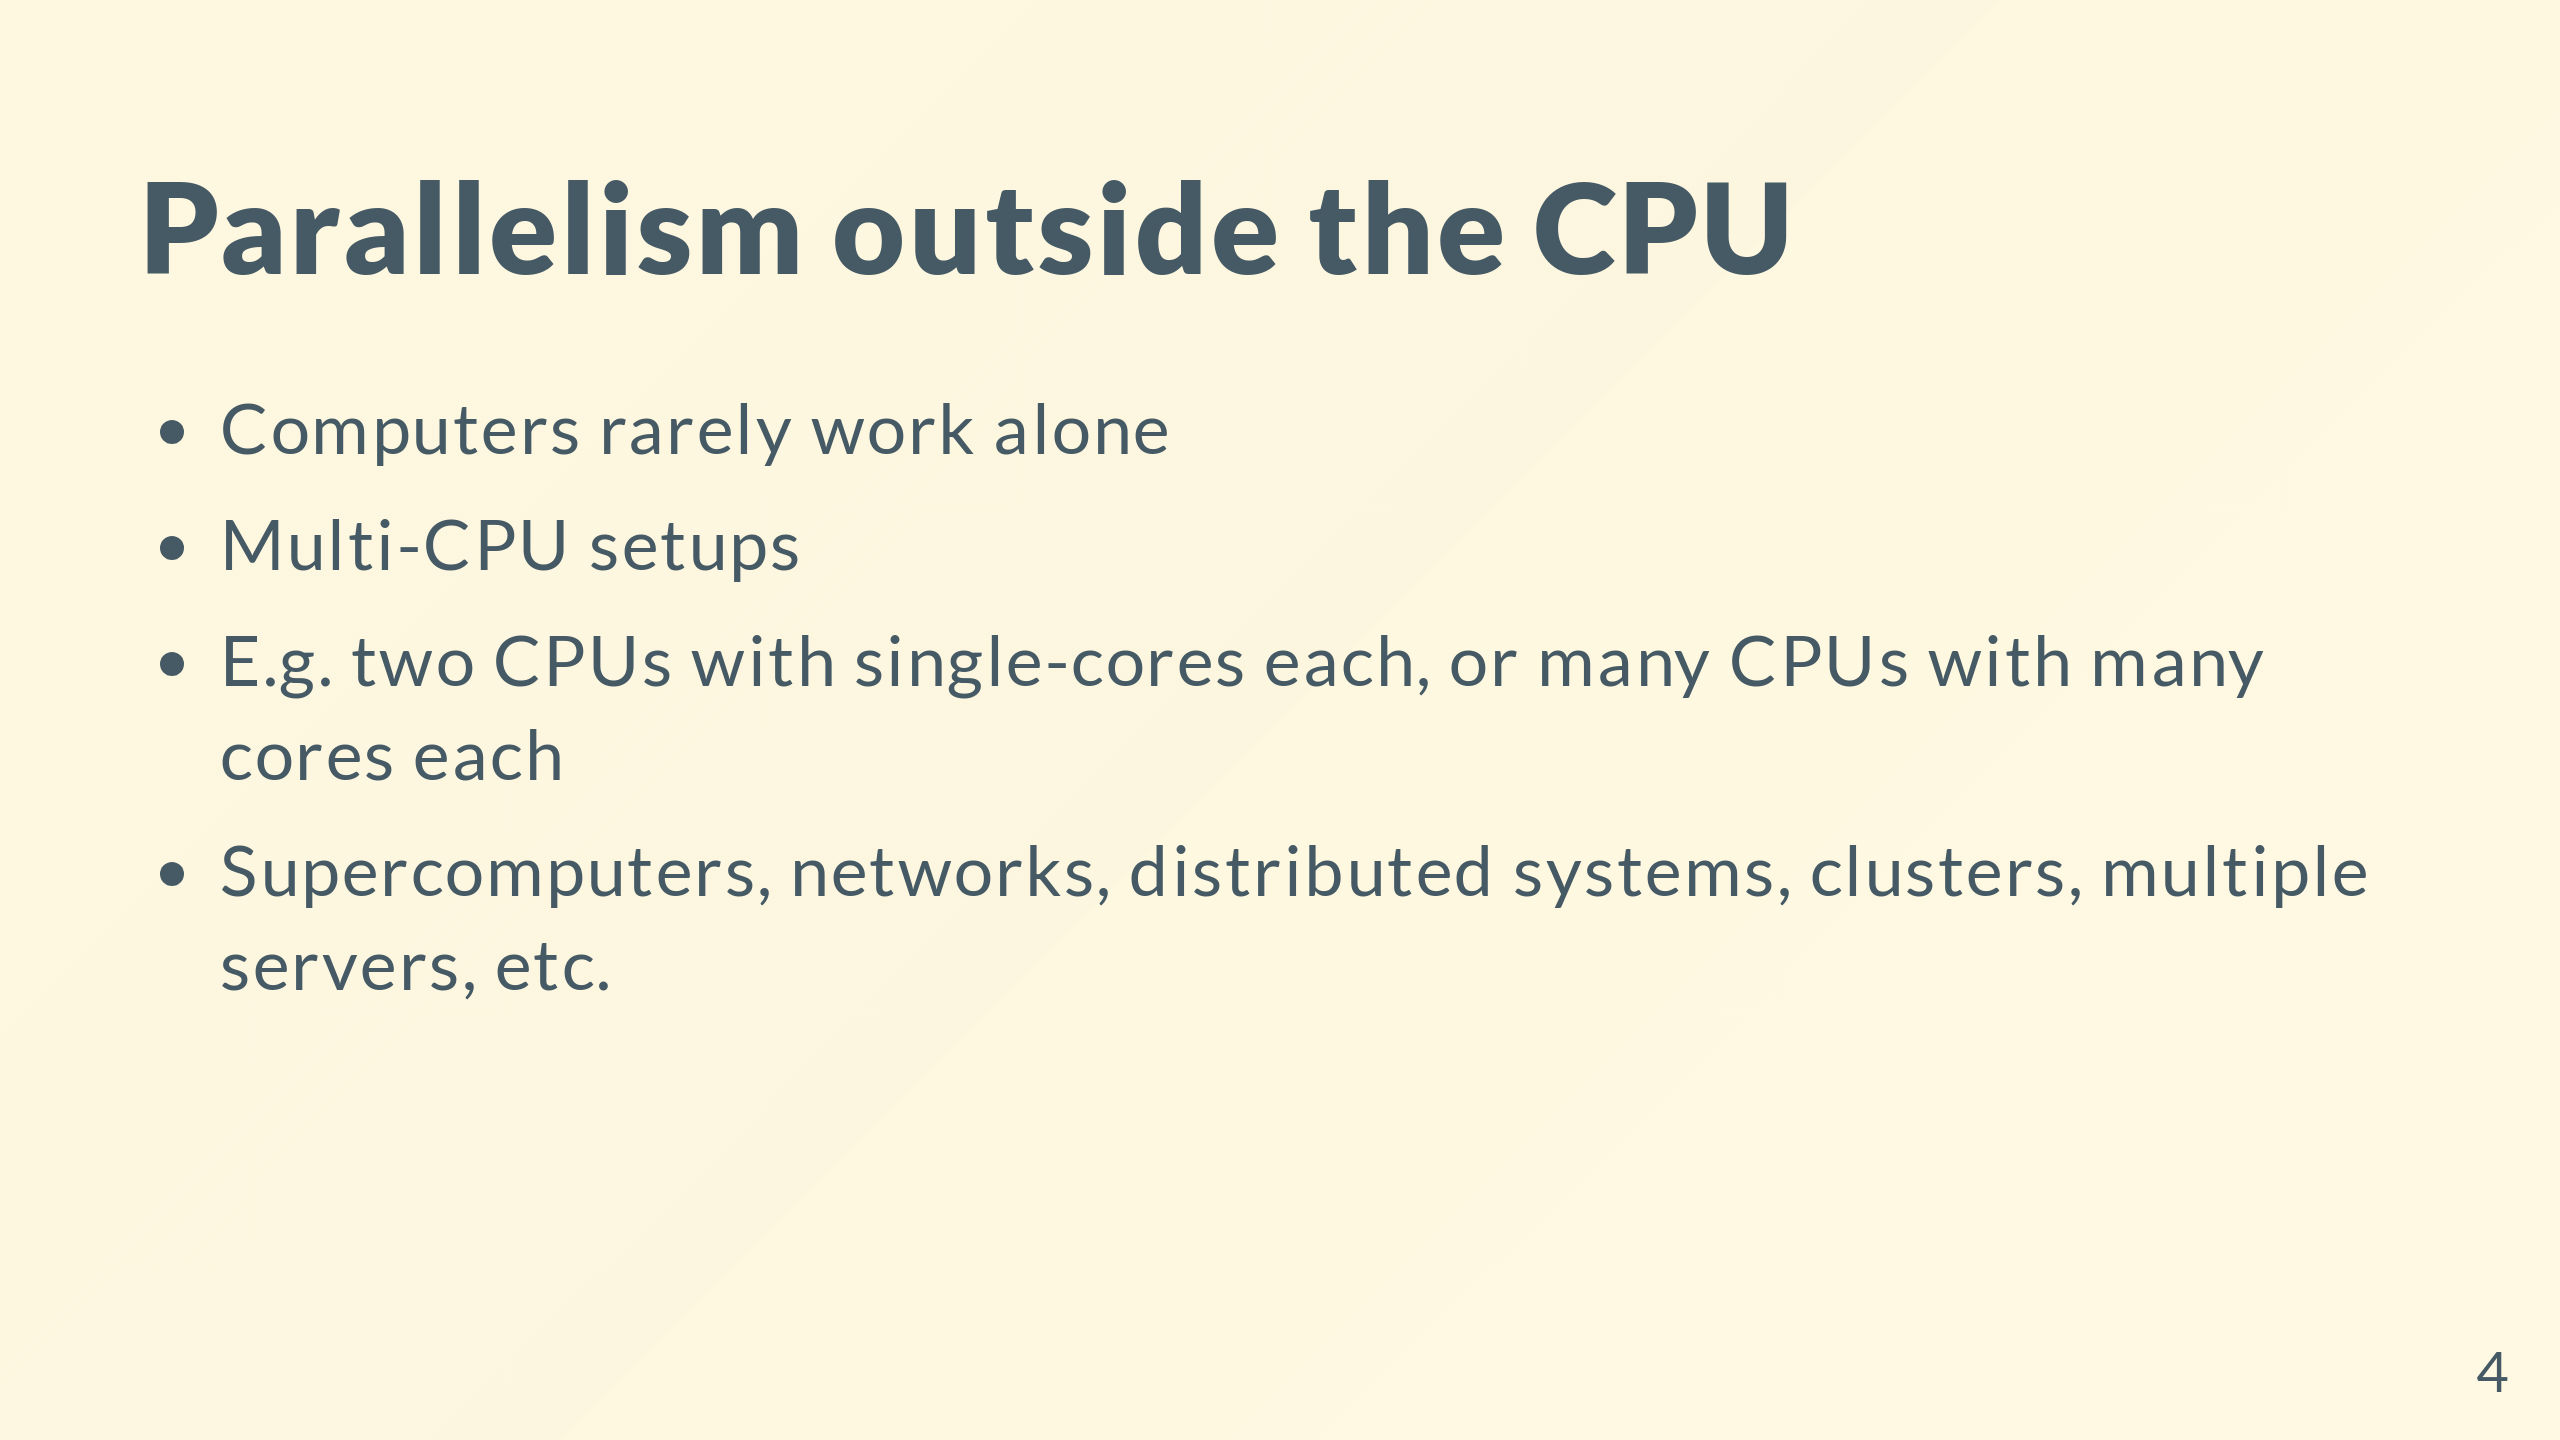 Parallelism outside the CPU
• Computers rarely work alone
• Multi-CPU setups
• E.g. two CPUs with single-cores each, or many CPUs with many
cores each
• Supercomputers, networks, distributed systems, clusters, multiple
servers, etc.
4